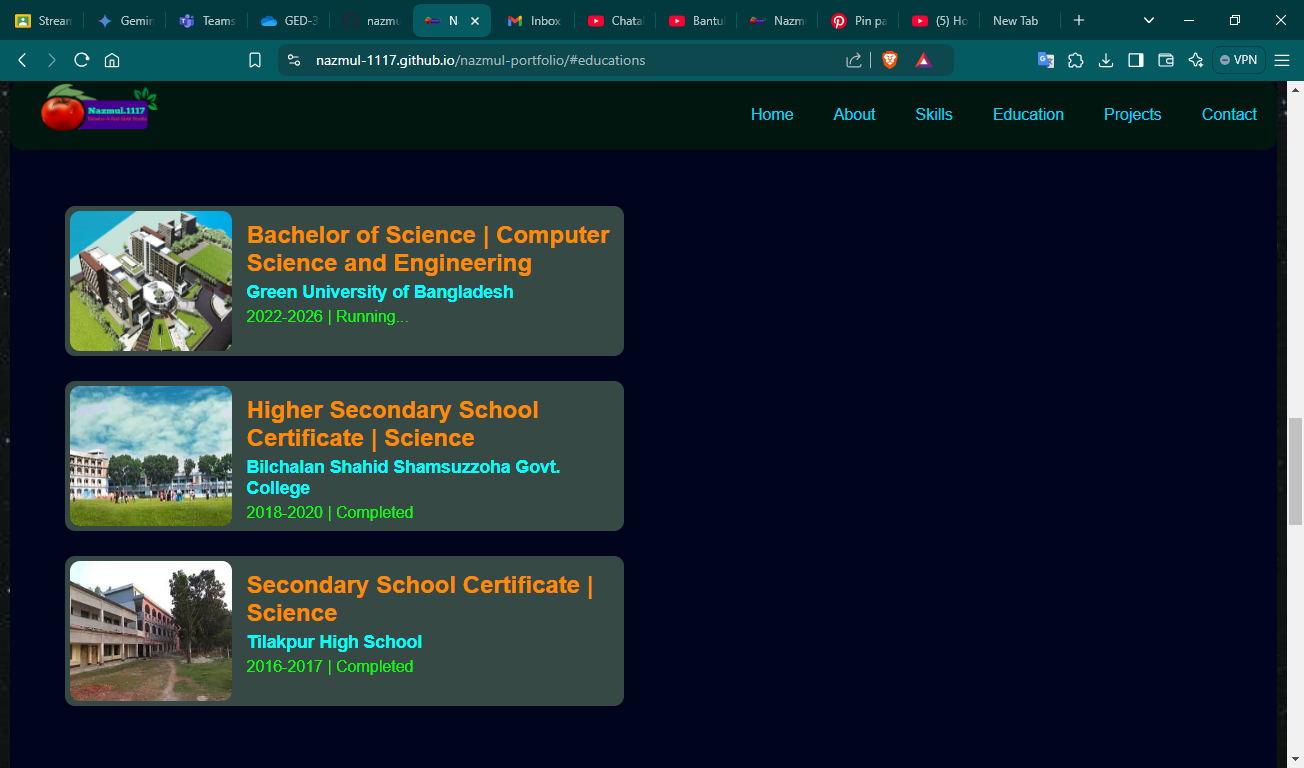 Stream
Gemin
Teams
GED-3
nazmu
N
Inbox
Chata
Bantu
Nazm
Pin pa
(5) Ho
New Tab
nazmul-1117.github.io/nazmul-portfolio/#educations
VPN
Nazmul.1117
Home
About
Skills
Education
Projects
Contact
Bachelor of Science | Computer
Science and Engineering
Green University of Bangladesh
2022-2026 | Running...
Higher Secondary School
Certificate | Science
Bilchalan Shahid Shamsuzzoha Govt.
College
2018-2020 | Completed
Secondary School Certificate |
Science
Tilakpur High School
2016-2017 | Completed